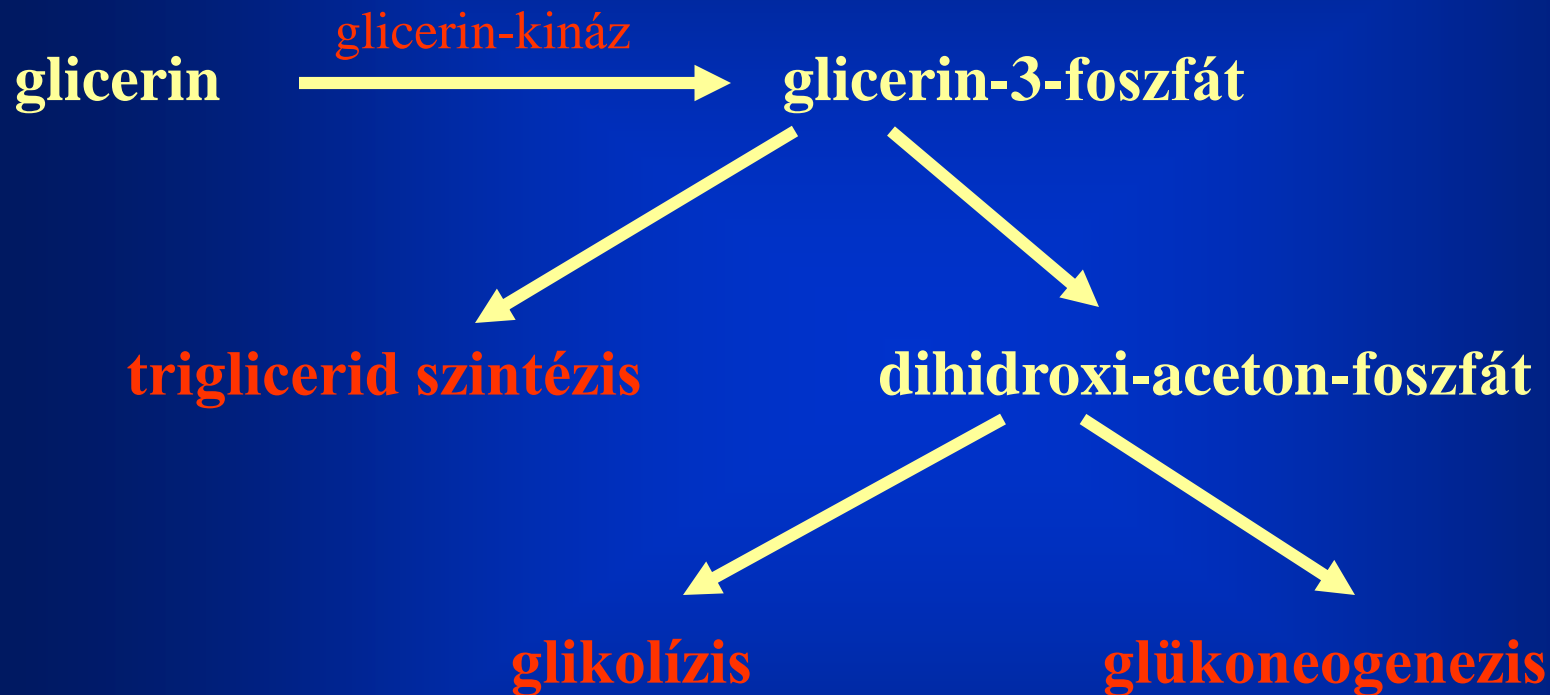 glicerin-kináz
glicerin glicerin-3-foszfát
triglicerid szintézis dihidroxi-aceton-foszfát
glikolízis glükoneogenezis